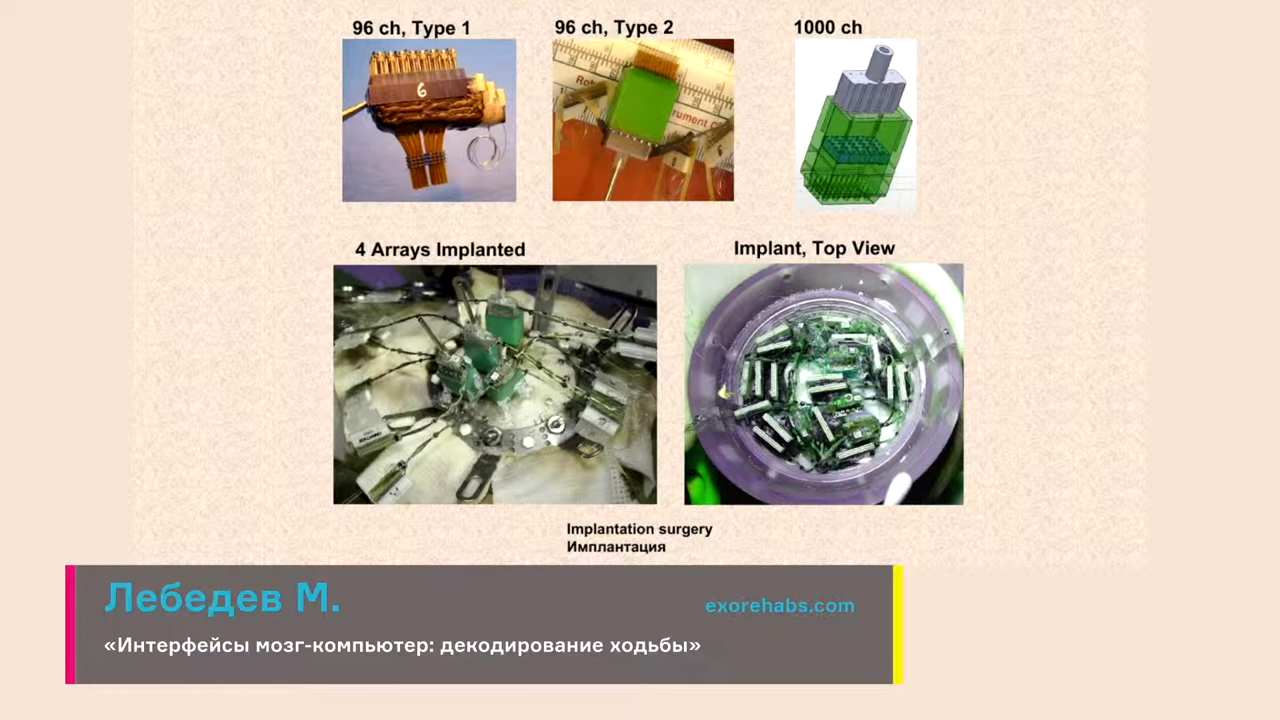 96 ch, Type 1
96 ch, Type 2
1000 ch
6
4 Arrays Implanted
Implant, Top View
Implantation surgery
Имплантация
Лебедев М.
exorehabs.com
«Интерфейсы мозг-компьютер: декодирование ходьбы»